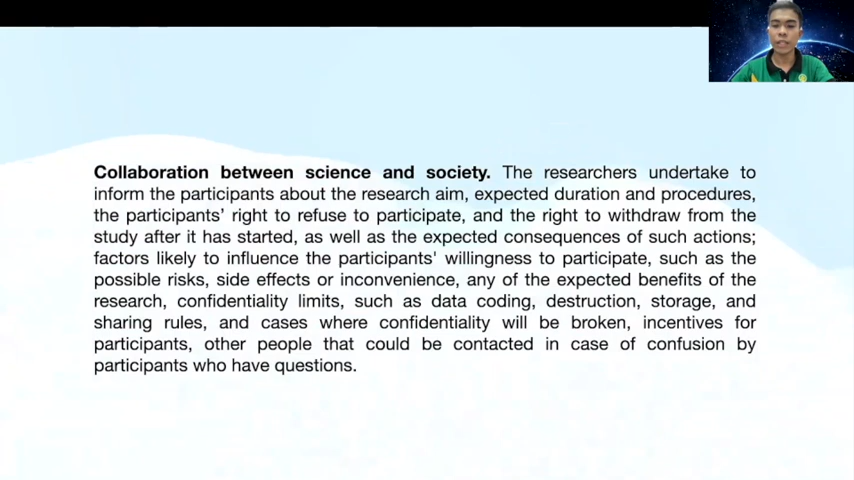 Collaboration between science and society. The researchers undertake to
inform the participants about the research aim, expected duration and procedures,
the participants’ right to refuse to participate, and the right to withdraw from the
study after it has started, as well as the expected consequences of such actions;
factors likely to influence the participants' willingness to participate, such as the
possible risks, side effects or inconvenience, any of the expected benefits of the
research, confidentiality limits, such as data coding, destruction, storage, and
sharing rules, and cases where confidentiality will be broken, incentives for
participants, other people that could be contacted in case of confusion by
participants who have questions.